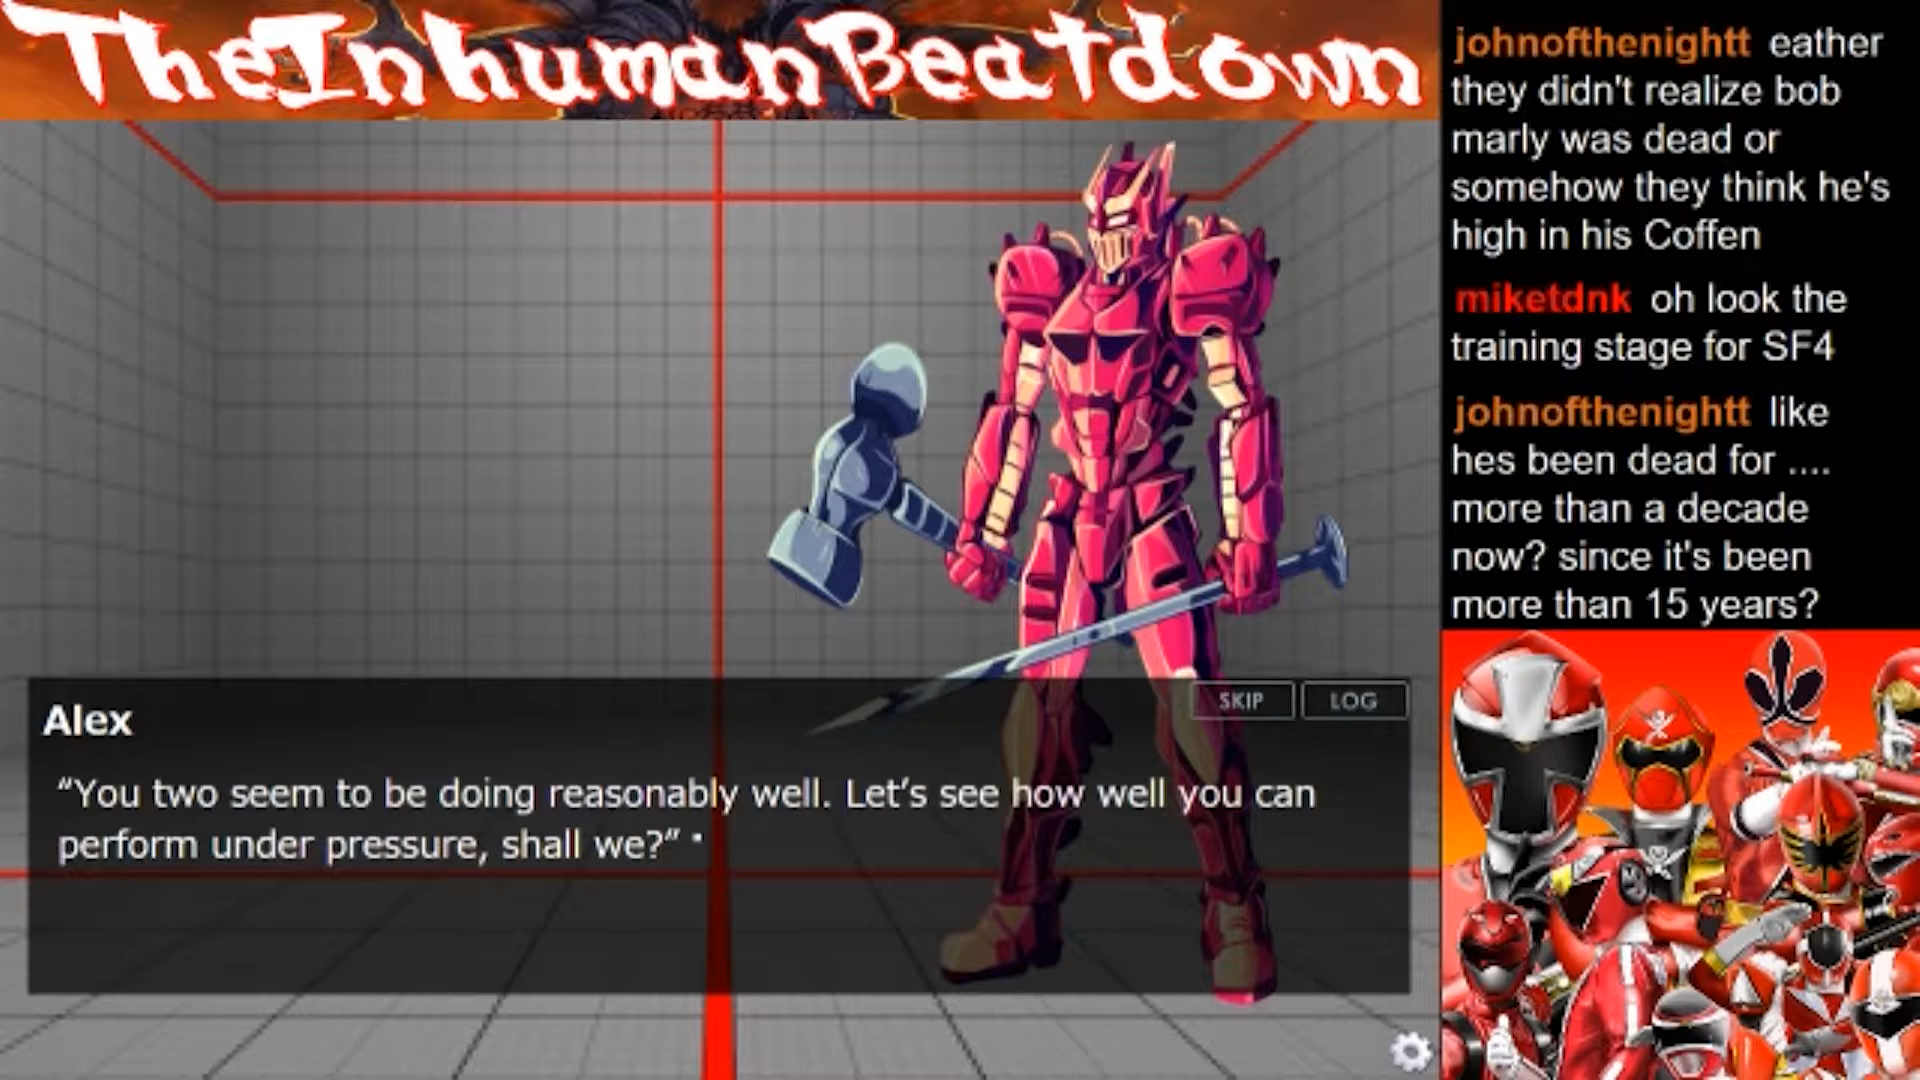 TheInhumanBeatdown
johnofthenightt eather
they didn't realize bob
marly was dead or
somehow they think he's
high in his Coffen
miketdnk oh look the
training stage for SF4
johnofthenightt like
hes been dead for ....
more than a decade
now? since it's been
more than 15 years?
SKIP LOG
Alex
“You two seem to be doing reasonably well. Let’s see how well you can
perform under pressure, shall we?”